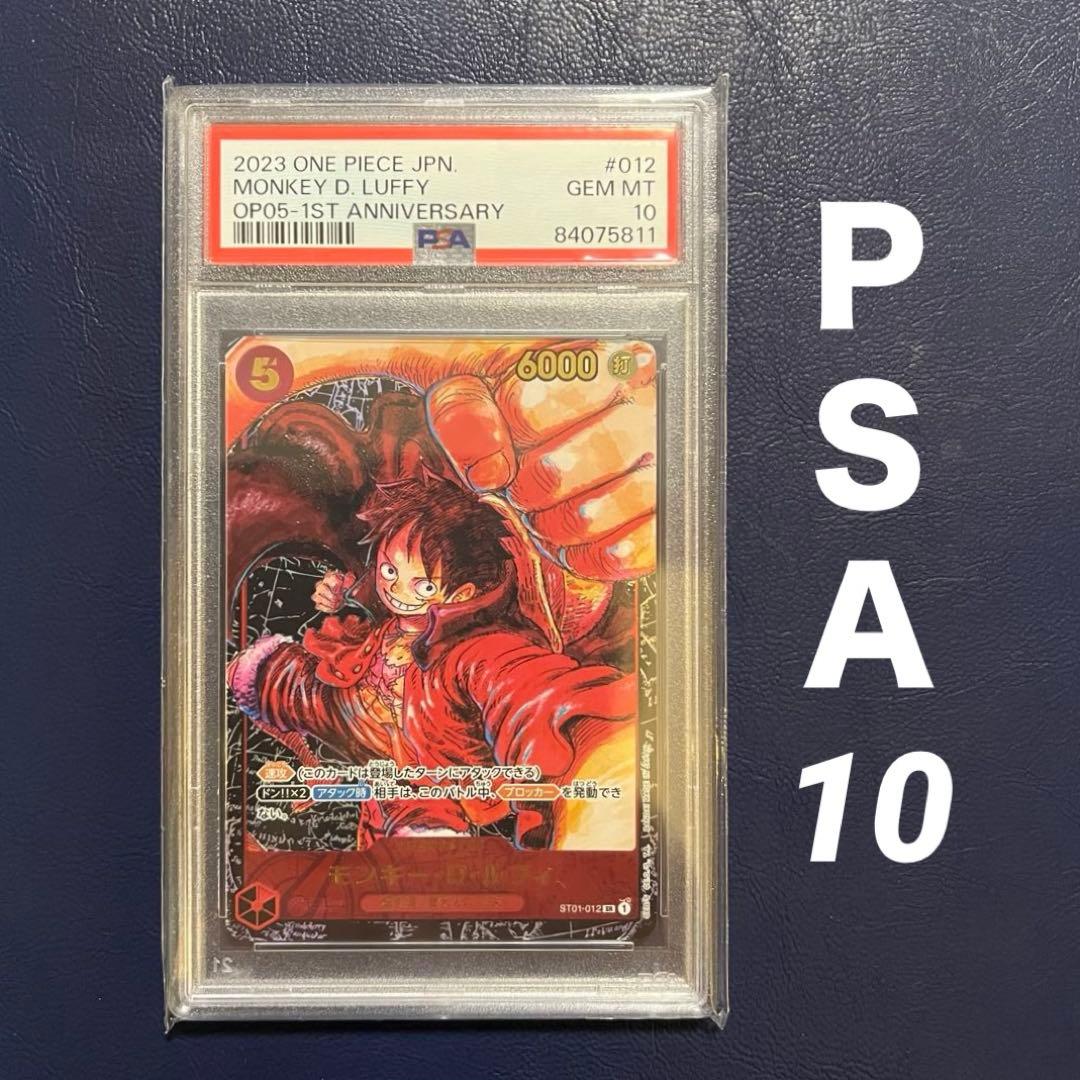 2023 ONE PIECE JPN. #012
MONKEY D. LUFFY GEM MT
OP05-1ST ANNIVERSARY 10
PSA 84075811
5
6000 打
速攻 (このカードは登場したターンにアタックできる)
ドン!!×2 アタック時 相手は、このバトル中、ブロッカー を発動でき
ない。
モンキー・D・ルフィ
ST01-012 SR 1
21
P
S
A
10